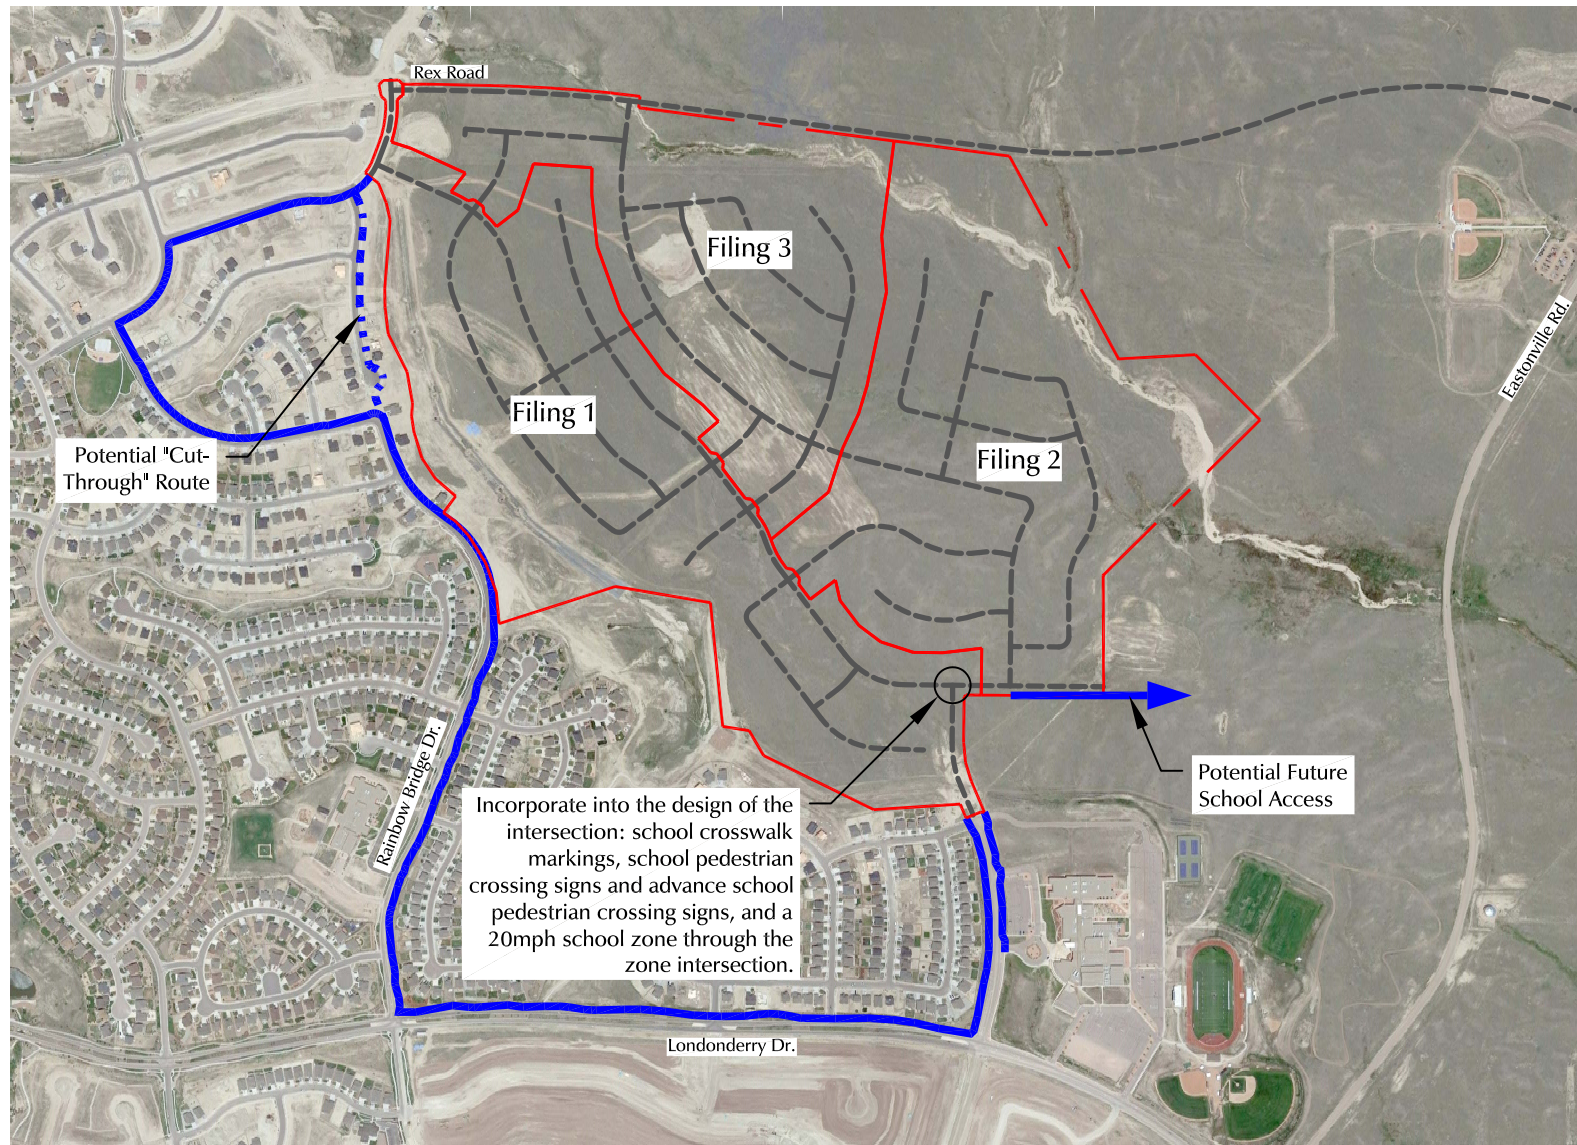 Rex Road
Filing 3
Eastonville Rd.
Filing 1
Potential "Cut-
Through" Route
Filing 2
Rainbow Bridge Dr.
Potential Future
School Access
Incorporate into the design of the
intersection: school crosswalk
markings, school pedestrian
crossing signs and advance school
pedestrian crossing signs, and a
20mph school zone through the
zone intersection.
Londonderry Dr.